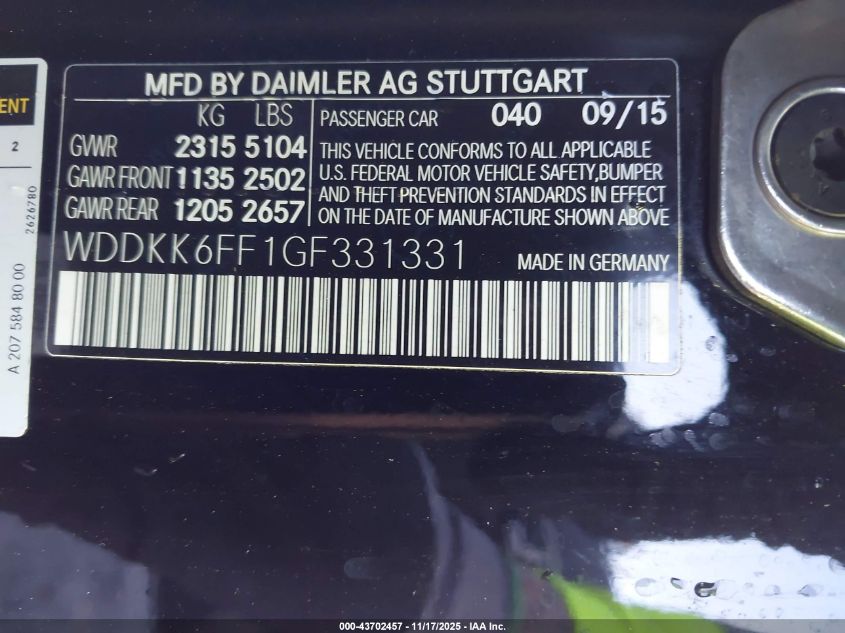 MFD BY DAIMLER AG STUTTGART
KG LBS
GVWR 2315 5104
GAWR FRONT 1135 2502
GAWR REAR 1205 2657
PASSENGER CAR 040 09/15
THIS VEHICLE CONFORMS TO ALL APPLICABLE
U.S. FEDERAL MOTOR VEHICLE SAFETY,BUMPER
AND THEFT PREVENTION STANDARDS IN EFFECT
ON THE DATE OF MANUFACTURE SHOWN ABOVE
WDDKK6FF1GF331331 MADE IN GERMANY
2
2626780
A 207 584 80 00
000-43702457 - 11/17/2025 - IAA Inc.